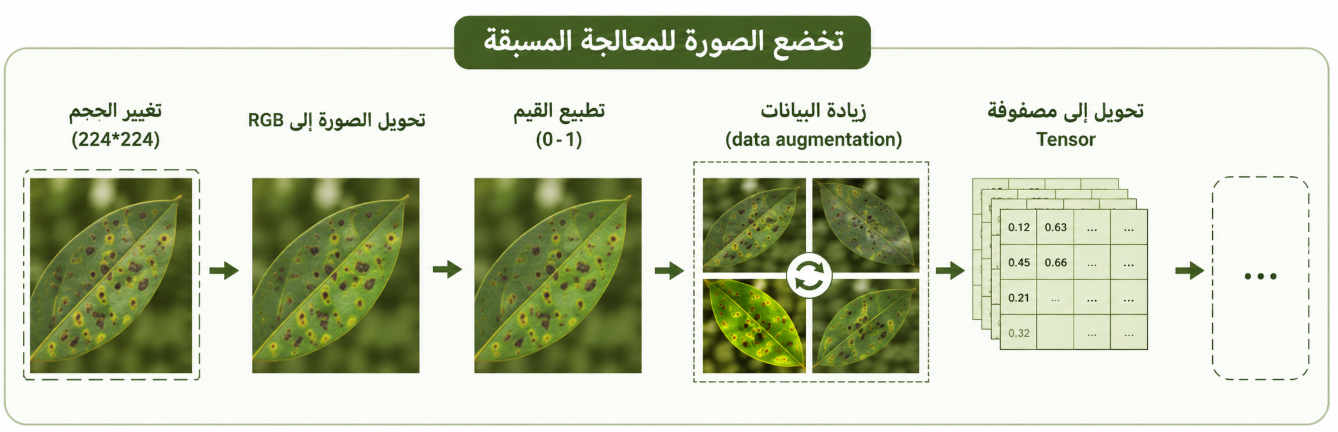 تخضع الصورة للمعالجة المسبقة
تغيير الحجم
(224*224)
تحويل الصورة إلى RGB
تطبيع القيم
(0-1)
زيادة البيانات
(data augmentation)
تحويل إلى مصفوفة
Tensor
0.12 0.63 ... ...
0.45 0.66 ... ...
0.21 ... ... ...
0.32 ... ...
...